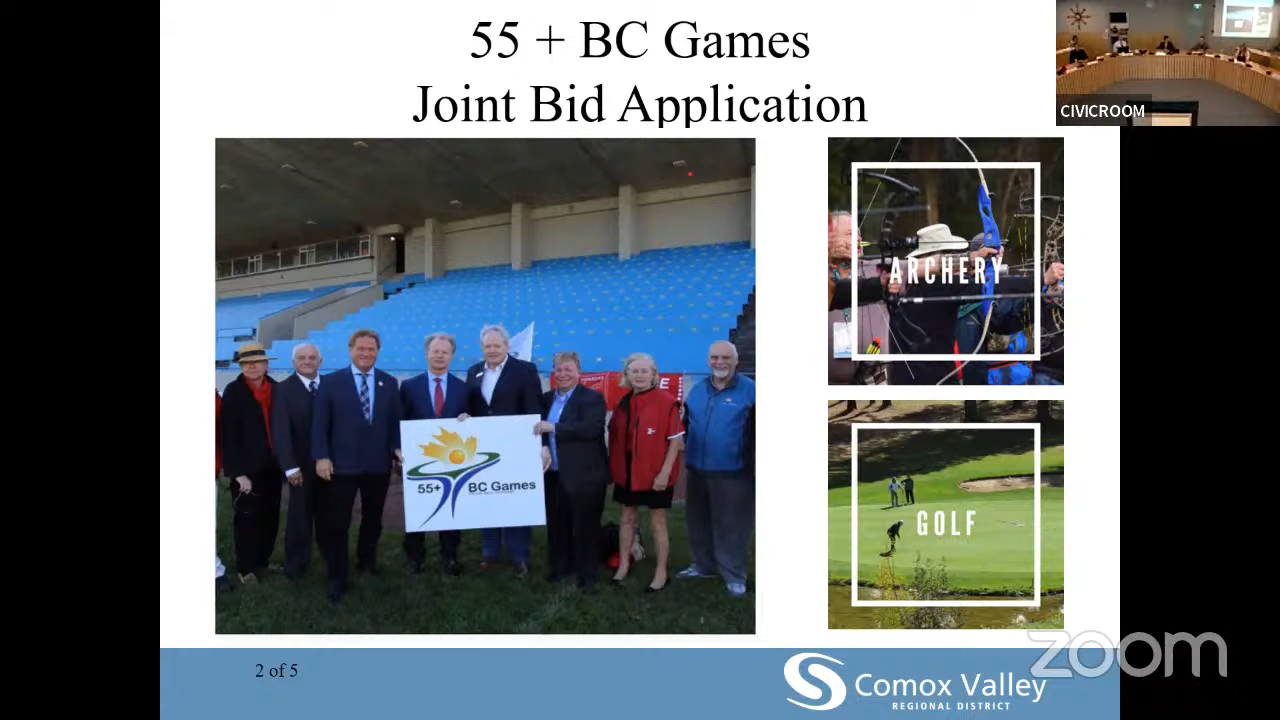 55 + BC Games
Joint Bid Application
CIVICROOM
ARCHERY
55+ BC Games
GOLF
2 of 5
Comox Valley
REGIONAL DISTRICT
zoom